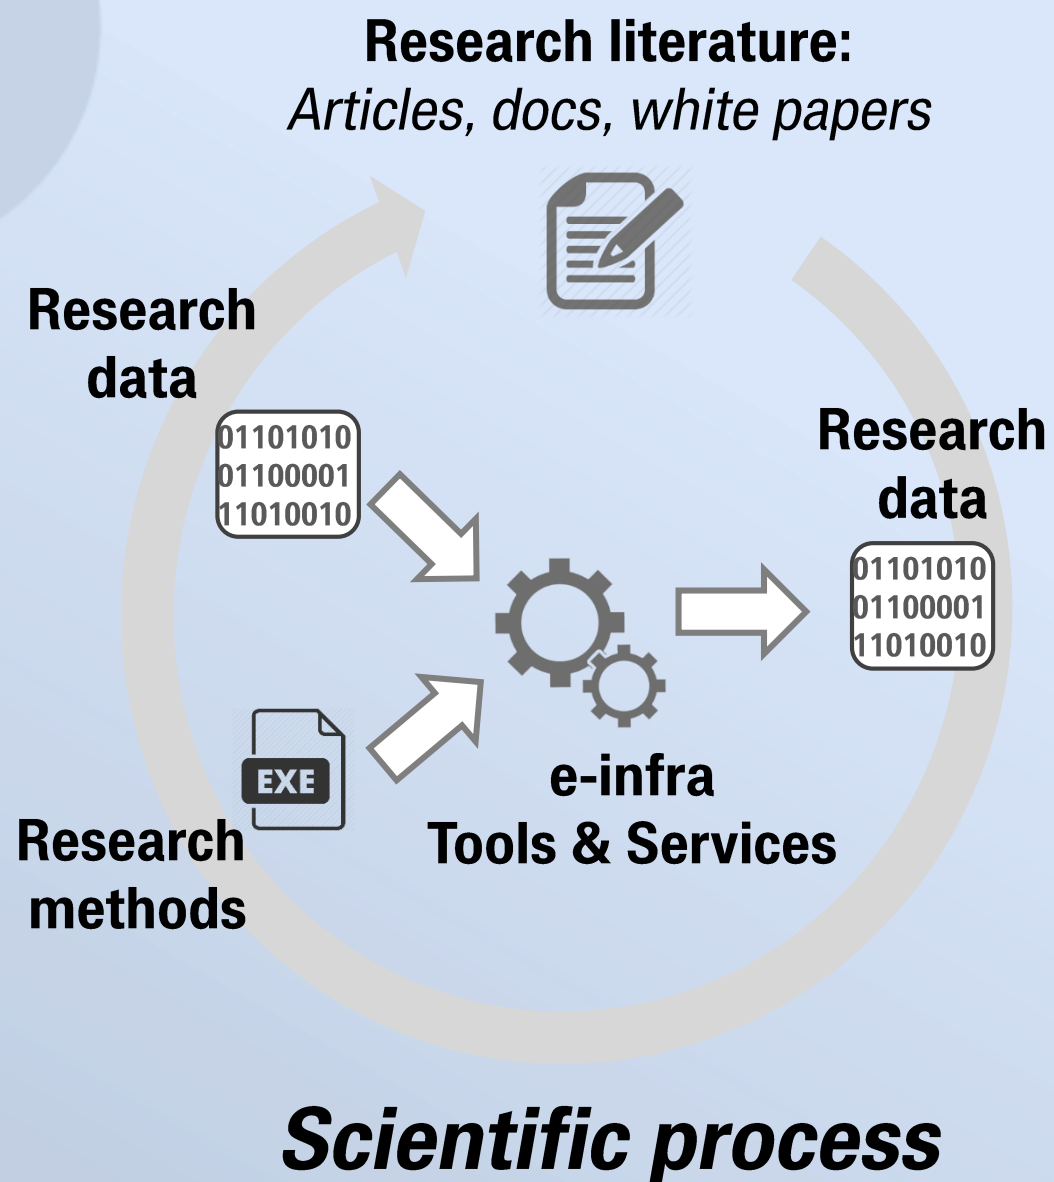 Research literature:
Articles, docs, white papers
Research
data
01101010
01100001
11010010
Research
data
01101010
01100001
11010010
EXE
Research
methods
e-infra
Tools & Services
Scientific process